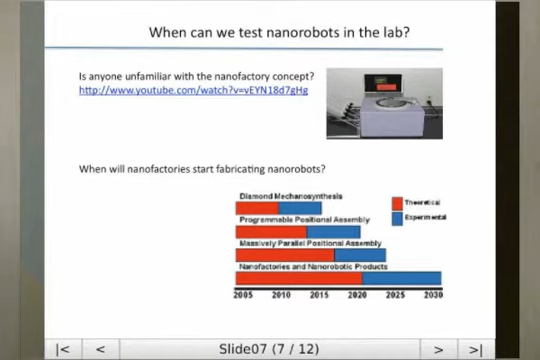 When can we test nanorobots in the lab?
Is anyone unfamiliar with the nanofactory concept?
http://www.youtube.com/watch?v=vEYN18d7gHg
When will nanofactories start fabricating nanorobots?
Diamond Mechanosynthesis
Theoretical
Experimental
Programmable Positional Assembly
Massively Parallel Positional Assembly
Nanofactories and Nanorobotic Products
2005 2010 2015 2020 2025 2030
|< < Slide07 (7 / 12) > >|